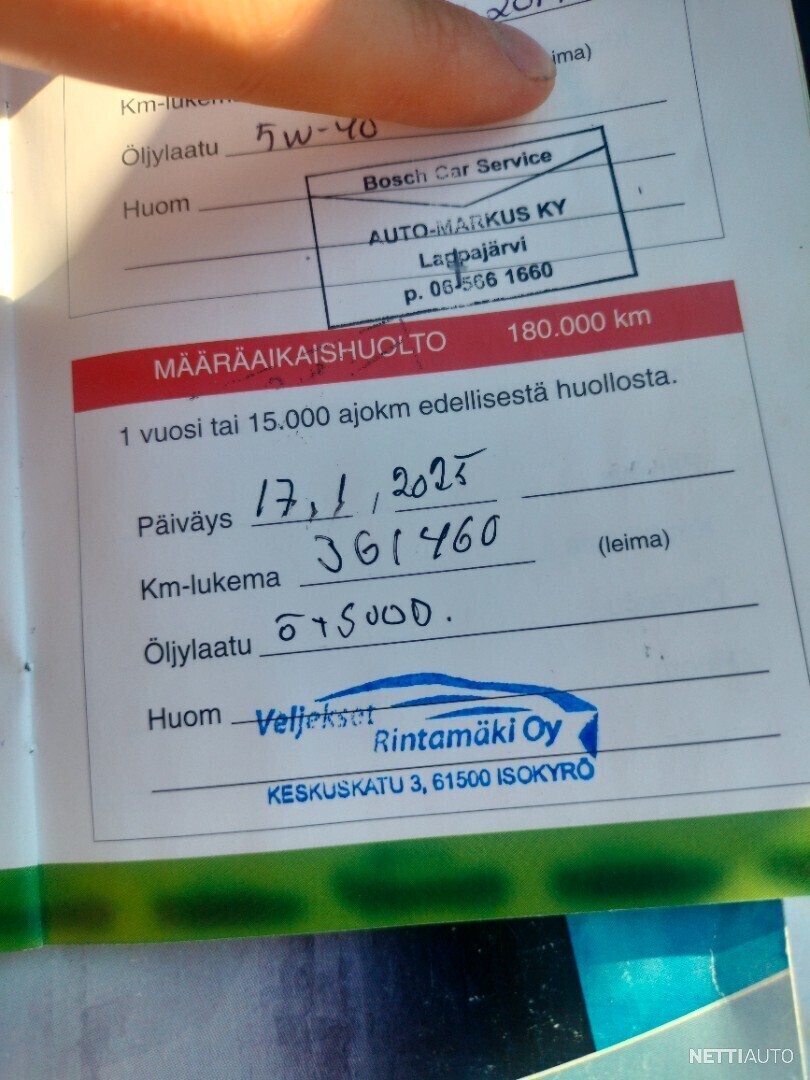 Km-lukema
ima)
Öljylaatu 5W-40
Huom
Bosch Car Service
AUTO-MARKUS KY
Lappajärvi
p. 06-566 1660
MÄÄRÄAIKAISHUOLTO 180.000 km
1 vuosi tai 15.000 ajokm edellisestä huollosta.
Päiväys 17.1.2025
Km-lukema 361460
(leima)
Öljylaatu Ö+SUOD.
Huom
Veljekset
Rintamäki Oy
KESKUSKATU 3, 61500 ISOKYRÖ
NETTIAUTO